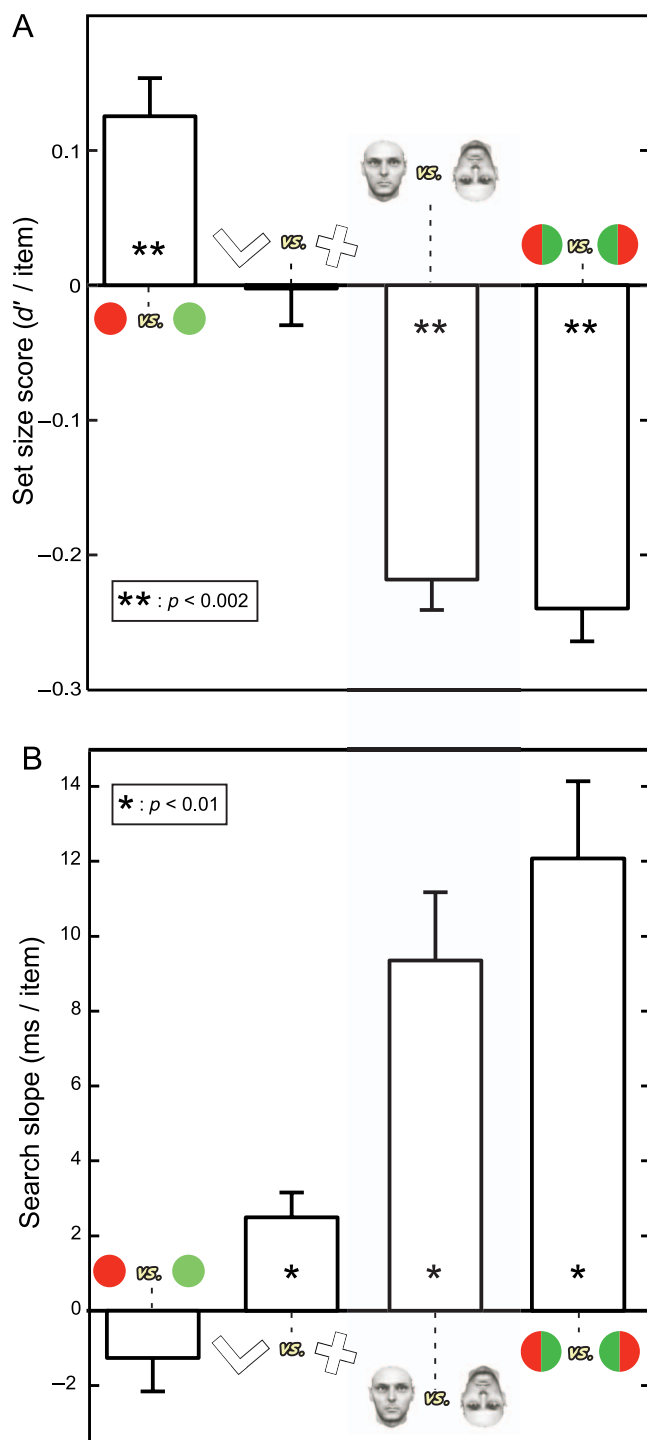 A
0.1
vs.
**
vs.
vs.
0
vs.
**
**
–0.1
–0.2
** : p < 0.002
–0.3
Set size score (d′ / item)
B
14
* : p < 0.01
12
10
8
6
4
2
vs.
*
*
*
0
vs.
vs.
vs.
–2
Search slope (ms / item)